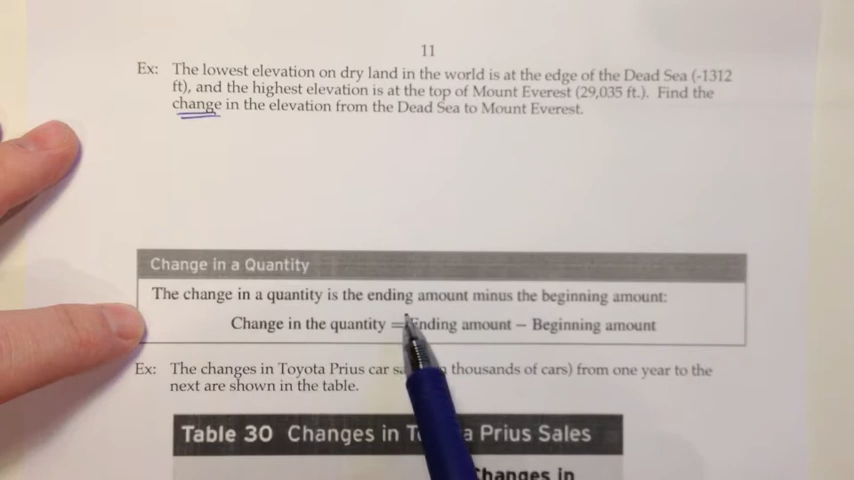 11
Ex: The lowest elevation on dry land in the world is at the edge of the Dead Sea (-1312
ft), and the highest elevation is at the top of Mount Everest (29,035 ft.). Find the
change in the elevation from the Dead Sea to Mount Everest.
Change in a Quantity
The change in a quantity is the ending amount minus the beginning amount:
Change in the quantity = Ending amount − Beginning amount
Ex: The changes in Toyota Prius car thousands of cars) from one year to the
next are shown in the table.
Table 30 Changes in Prius Sales
Changes in